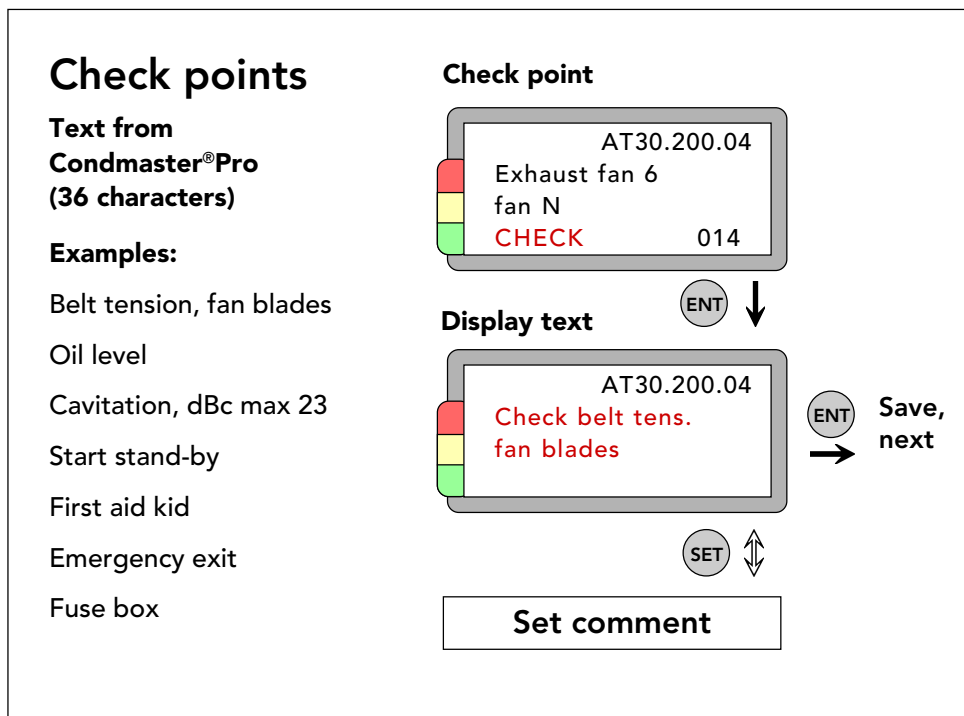 Check points
Text from
Condmaster®Pro
(36 characters)
Examples:
Belt tension, fan blades
Oil level
Cavitation, dBc max 23
Start stand-by
First aid kid
Emergency exit
Fuse box
Check point
AT30.200.04
Exhaust fan 6
fan N
CHECK 014
ENT
Display text
AT30.200.04
Check belt tens.
fan blades
ENT
Save,
next
SET
Set comment